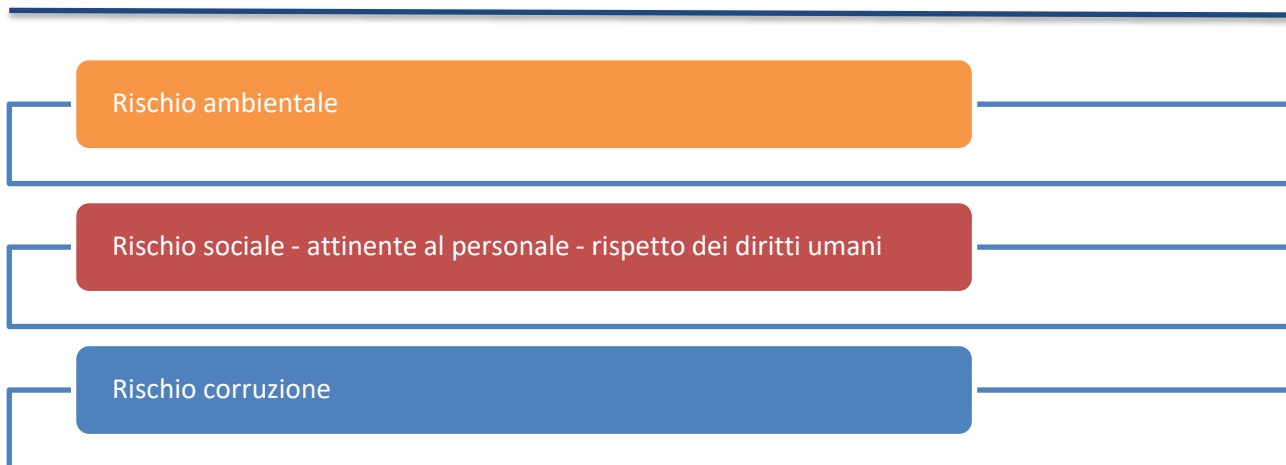 Rischio ambientale
Rischio sociale - attinente al personale - rispetto dei diritti umani
Rischio corruzione